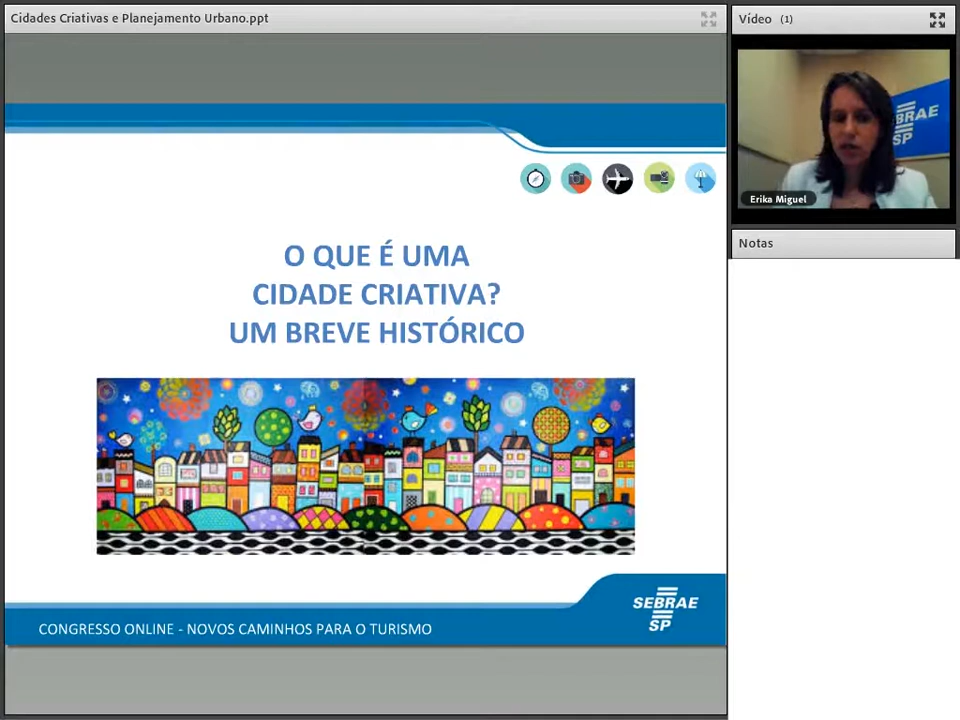 Cidades Criativas e Planejamento Urbano.ppt
Vídeo (1)
BRAE
SP
Erika Miguel
Notas
O QUE É UMA
CIDADE CRIATIVA?
UM BREVE HISTÓRICO
SEBRAE
SP
CONGRESSO ONLINE - NOVOS CAMINHOS PARA O TURISMO